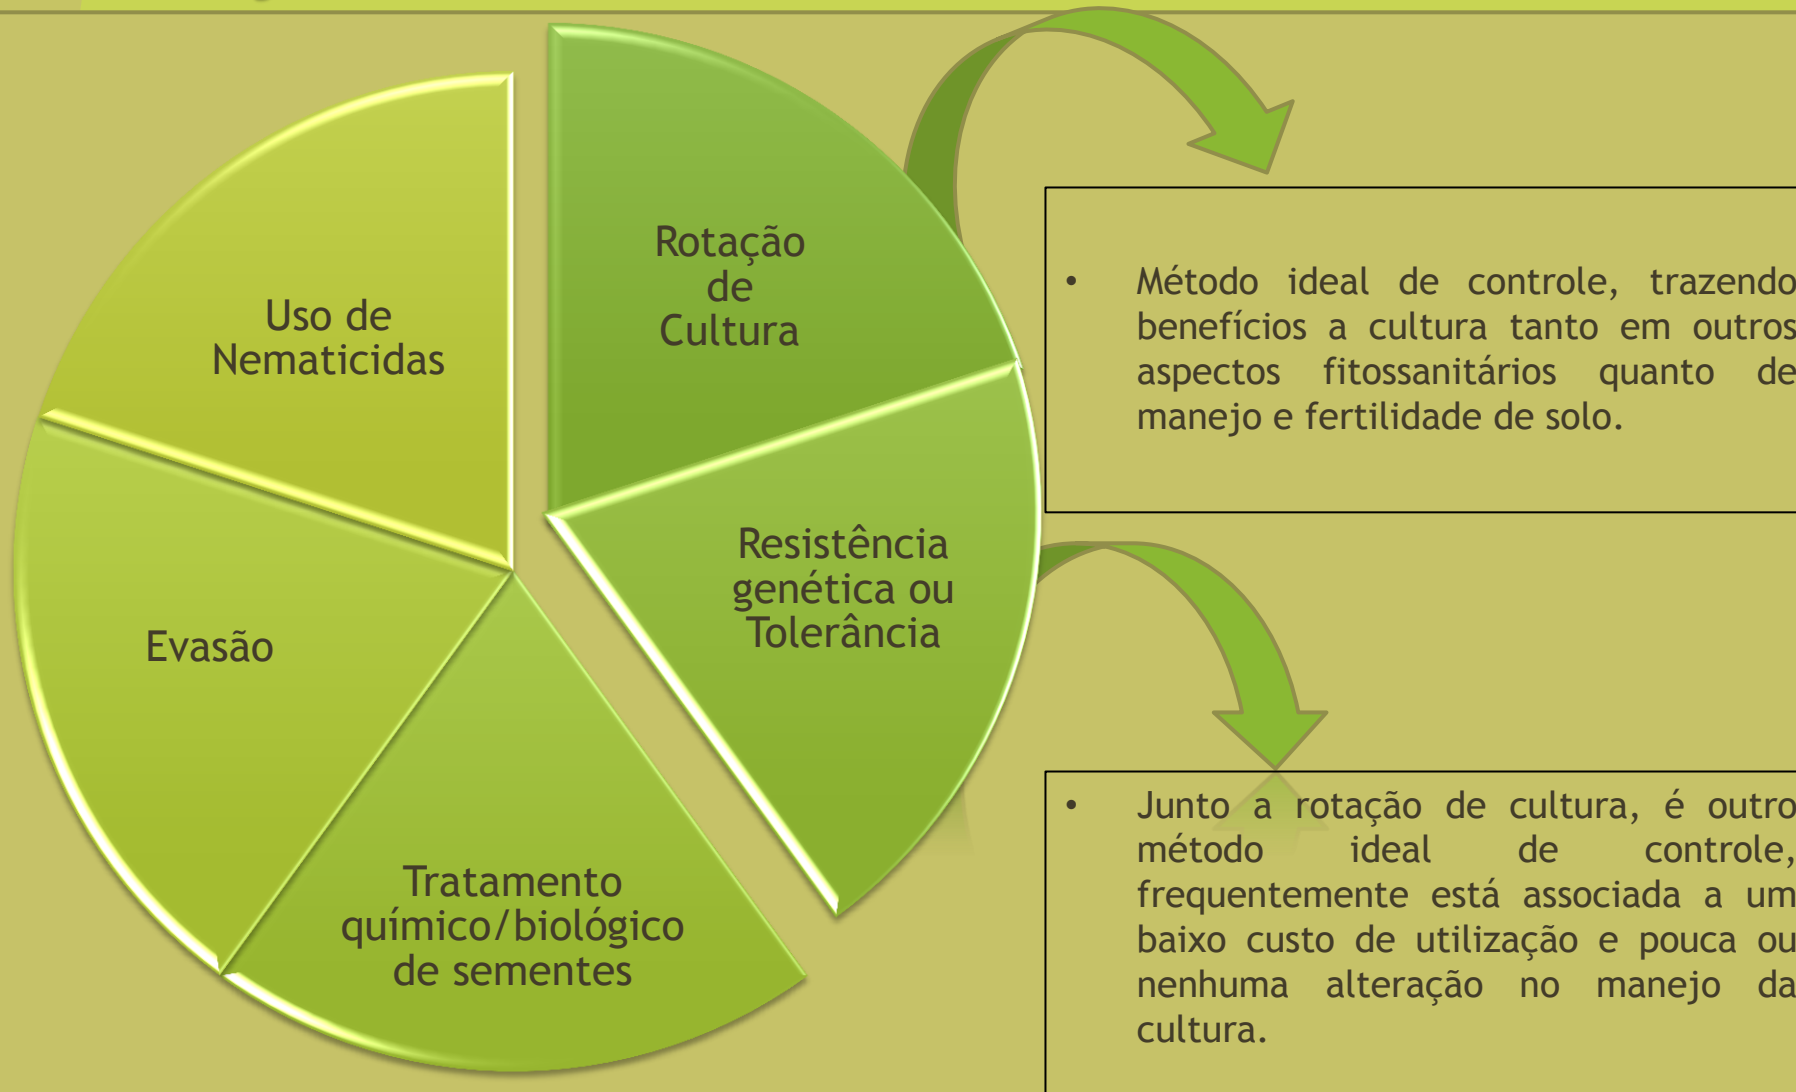 Rotação
de
Cultura
Uso de
Nematicidas
Resistência
genética ou
Tolerância
Evasão
Tratamento
químico/biológico
de sementes
• Método ideal de controle, trazendo
benefícios a cultura tanto em outros
aspectos fitossanitários quanto de
manejo e fertilidade de solo.
• Junto a rotação de cultura, é outro
método ideal de controle,
frequentemente está associada a um
baixo custo de utilização e pouca ou
nenhuma alteração no manejo da
cultura.